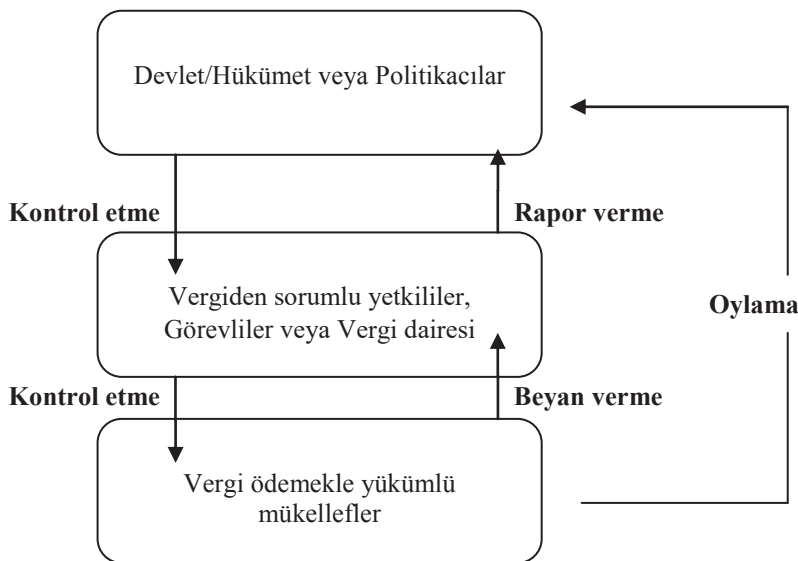 Devlet/Hükümet veya Politikacılar
Kontrol etme
Rapor verme
Vergiden sorumlu yetkililer,
Görevliler veya Vergi dairesi
Oylama
Kontrol etme
Beyan verme
Vergi ödemekle yükümlü
mükellefler